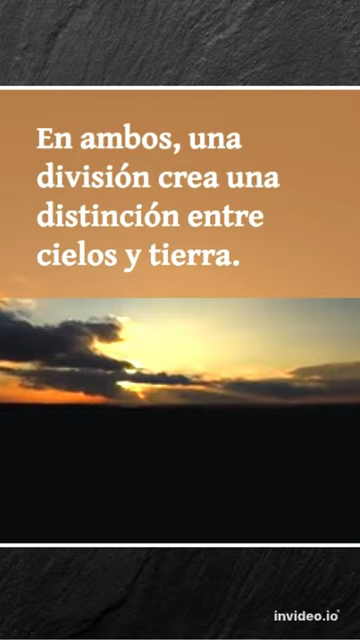 En ambos, una
división crea una
distinción entre
cielos y tierra.
invideo.io